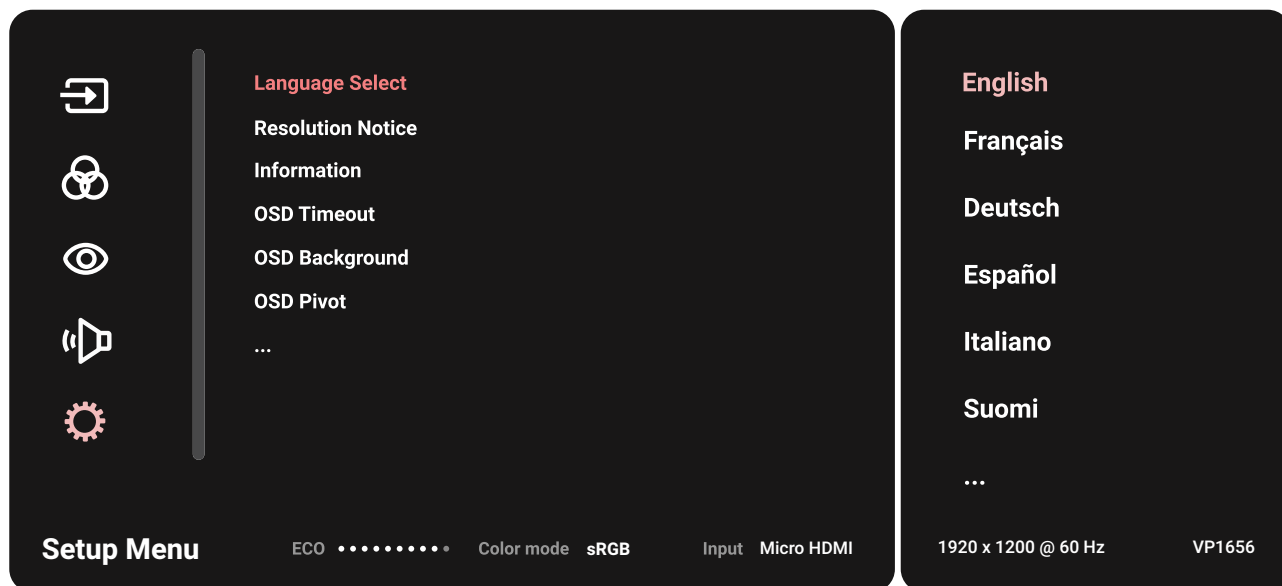 Language Select
Resolution Notice
Information
OSD Timeout
OSD Background
OSD Pivot
...
English
Français
Deutsch
Español
Italiano
Suomi
...
Setup Menu
ECO
Color mode sRGB
Input Micro HDMI
1920 x 1200 @ 60 Hz
VP1656